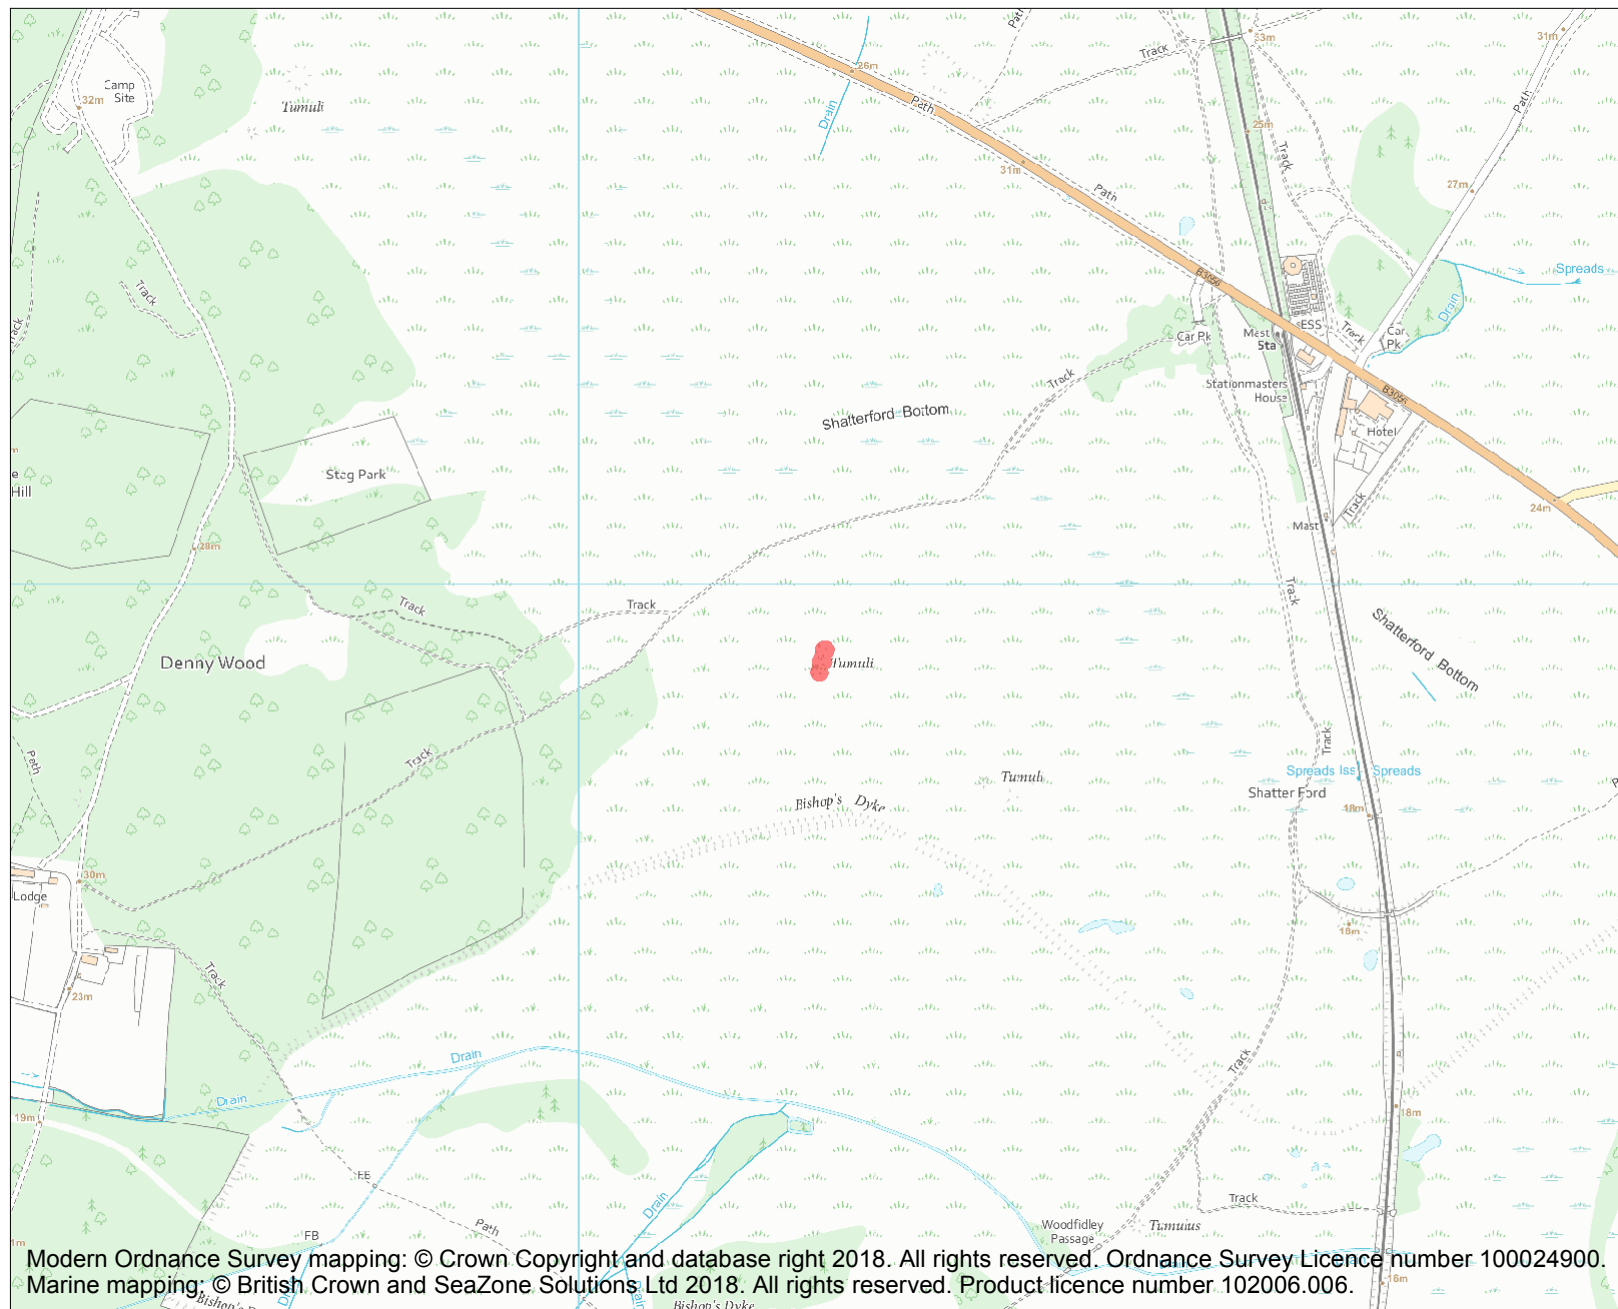 Path
Track
33m
31m
Camp
Site
32m
Tumuli
26m
Drain
Path
Path
25m
Track
31m
Path
27m
Track
Spreads
B3056
Drain
ESS
Mast
Sta
Car Pk
Track
Car
Pk
Track
Stationmasters
House
B3056
Shatterford Bottom
Hotel
Stag Park
Hill
Track
24m
Mast
28m
Track
Track
Track
Shatterford Bottom
Denny Wood
Tumuli
Track
Path
Track
Spreads
Iss
Spreads
Tumuli
Shatter Ford
Bishop's Dyke
18m
30m
Lodge
18m
Track
23m
Drain
Track
Drain
19m
18m
FB
Drain
Track
Path
Woodfidley
Passage
Tumulus
FB
Modern Ordnance Survey mapping: © Crown Copyright and database right 2018. All rights reserved. Ordnance Survey Licence number 100024900.
Marine mapping: © British Crown and SeaZone Solutions Ltd 2018. All rights reserved. Product licence number 102006.006.
16m
Drain
Bishop's Dyke